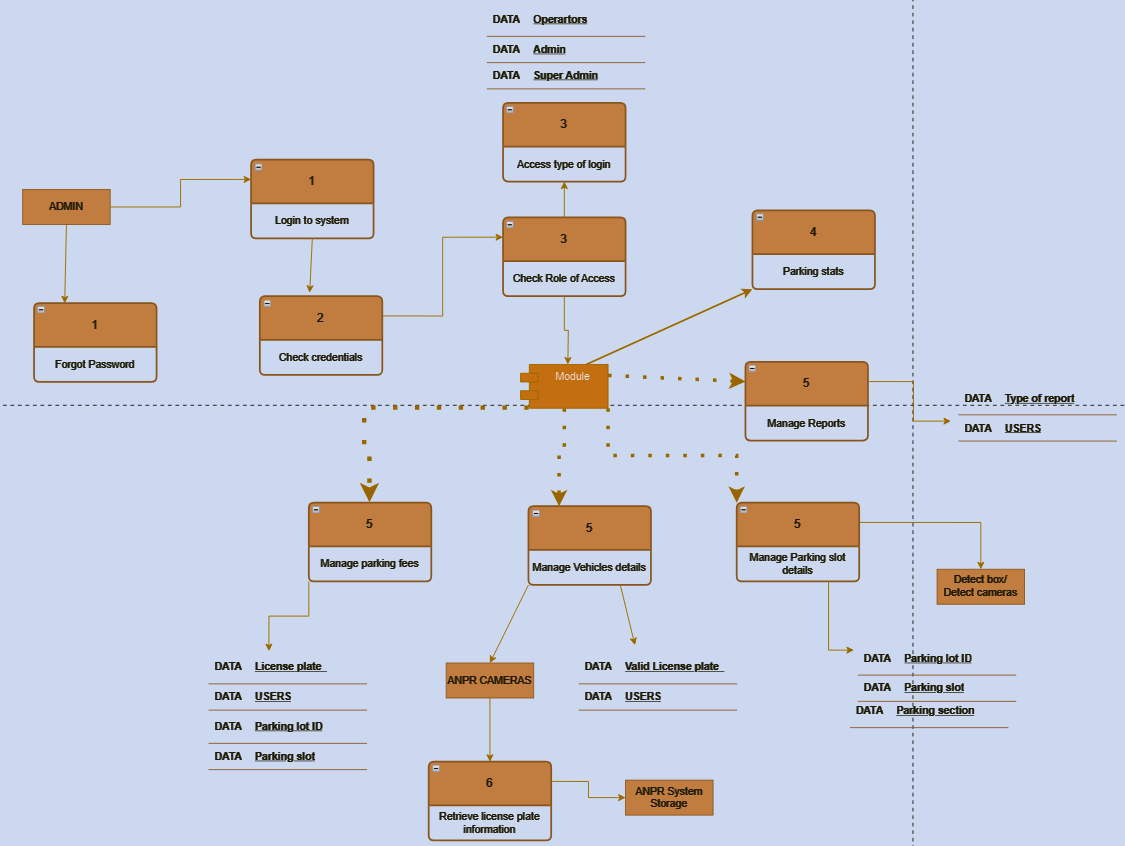 DATA Operartors
DATA Admin
DATA Super Admin
3
Access type of login
1
Login to system
ADMIN
3
Check Role of Access
4
Parking stats
1
Forgot Password
2
Check credentials
Module
5
Manage Reports
DATA Type of report
DATA USERS
5
Manage parking fees
5
Manage Vehicles details
5
Manage Parking slot
details
Detect box/
Detect cameras
DATA License plate
DATA USERS
DATA Parking lot ID
DATA Parking slot
ANPR CAMERAS
DATA Valid License plate
DATA USERS
DATA Parking lot ID
DATA Parking slot
DATA Parking section
6
Retrieve license plate
information
ANPR System
Storage